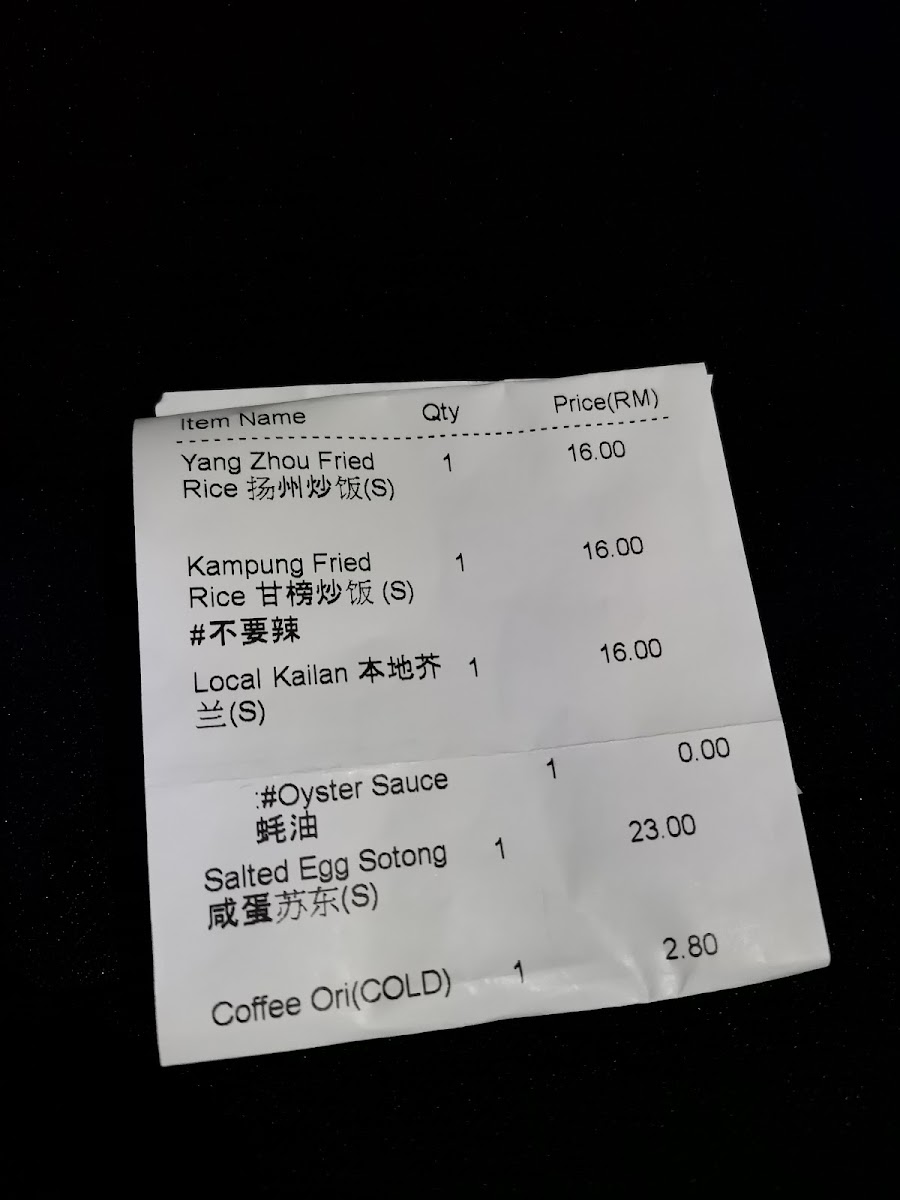 Item Name Qty Price(RM)
Yang Zhou Fried 1 16.00
Rice 扬州炒饭(S)
Kampung Fried 1 16.00
Rice 甘榜炒饭 (S)
#不要辣
Local Kailan 本地芥 1 16.00
兰(S)
:#Oyster Sauce 1 0.00
蚝油
Salted Egg Sotong 1 23.00
咸蛋苏东(S)
Coffee Ori(COLD) 1 2.80